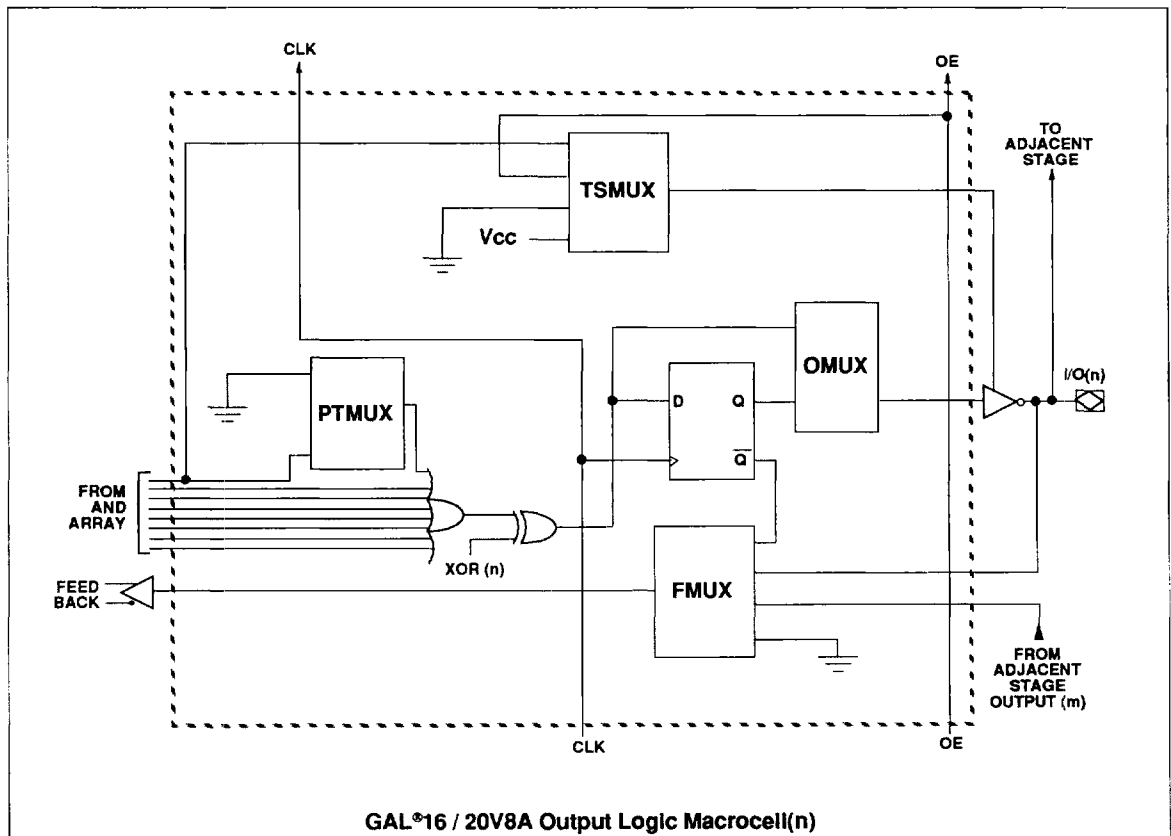 CLK
OE
TO
ADJACENT
STAGE
TSMUX
Vcc
OMUX
I/O(n)
PTMUX
D
Q
Q̅
FROM
AND
ARRAY
XOR (n)
FMUX
FEED
BACK
FROM
ADJACENT
STAGE
OUTPUT (m)
CLK
OE
GAL®16 / 20V8A Output Logic Macrocell(n)